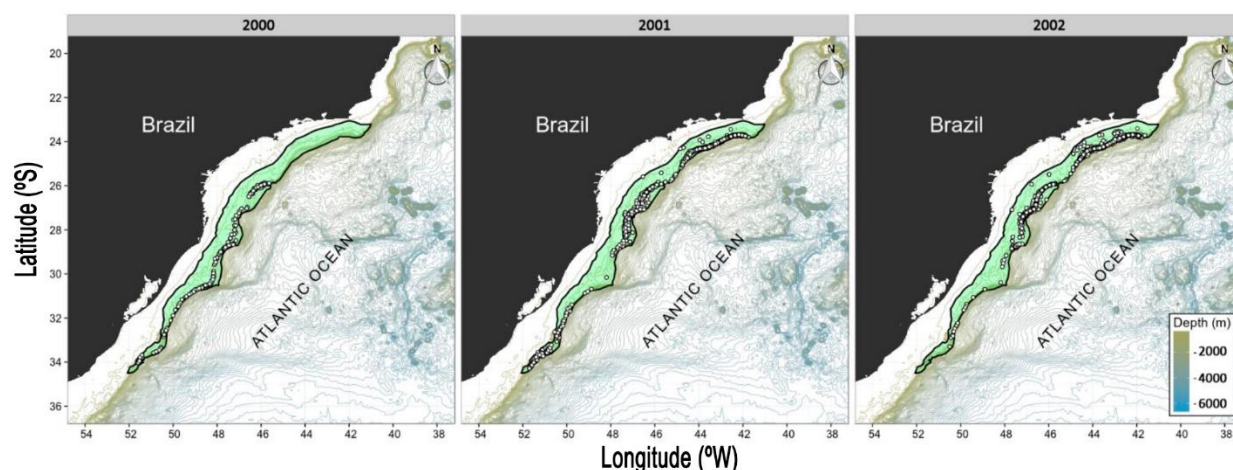 2000 2001 2002
N N N
Brazil Brazil Brazil
ATLANTIC OCEAN ATLANTIC OCEAN ATLANTIC OCEAN
Latitude (ºS)
20
22
24
26
28
30
32
34
36
Depth (m)
-2000
-4000
-6000
54 52 50 48 46 44 42 40 38 54 52 50 48 46 44 42 40 38 54 52 50 48 46 44 42 40 38
Longitude (ºW)